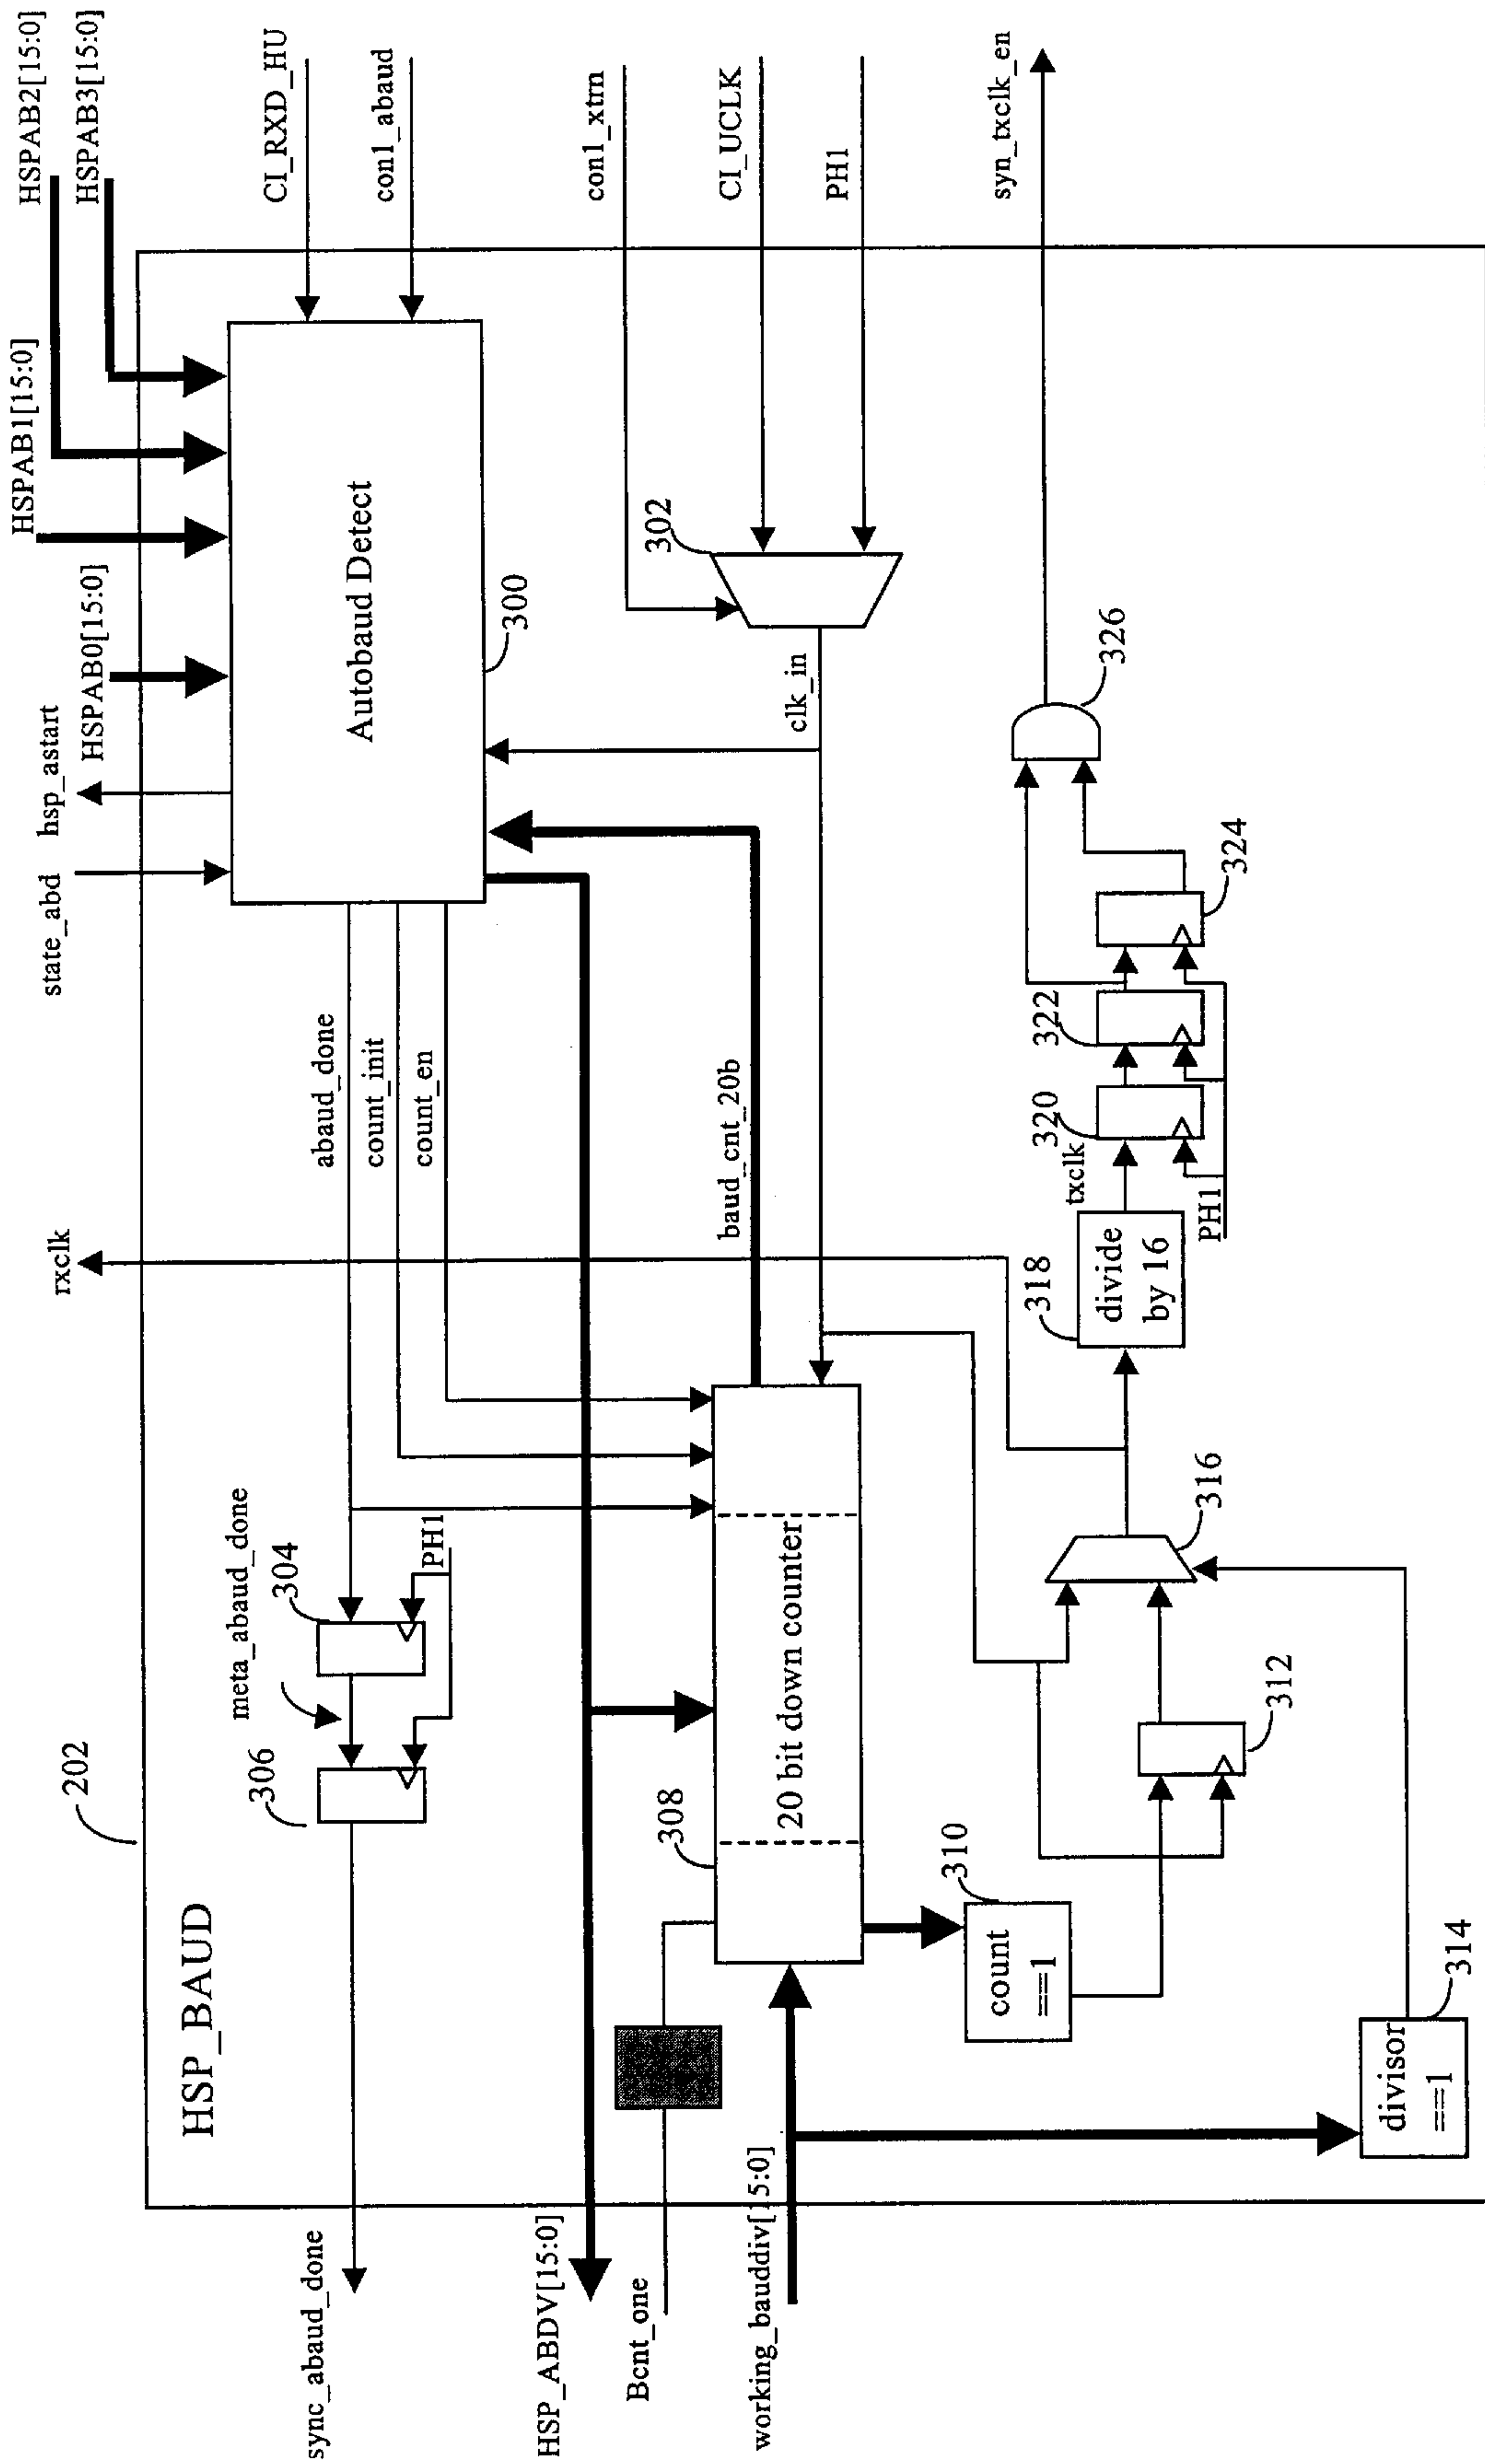 HSPAB2[15:0]
HSPAB3[15:0]
HSPAB1[15:0]
HSPAB0[15:0]
hsp_astart
state_abd
rxclk
CI_RXD_HU
con1_abaud
con1_xtrn
CI_UCLK
PH1
syn_txclk_en
Autobaud Detect
300
302
clk_in
326
324
322
320
txclk
PH1
318
divide
by 16
abaud_done
count_init
count_en
baud_cnt_20b
meta_abaud_done
304
PH1
306
202
HSP_BAUD
308
20 bit down counter
310
count
==1
312
316
314
divisor
==1
sync_abaud_done
HSP_ABDV[15:0]
Bcnt_one
working_bauddiv[15:0]